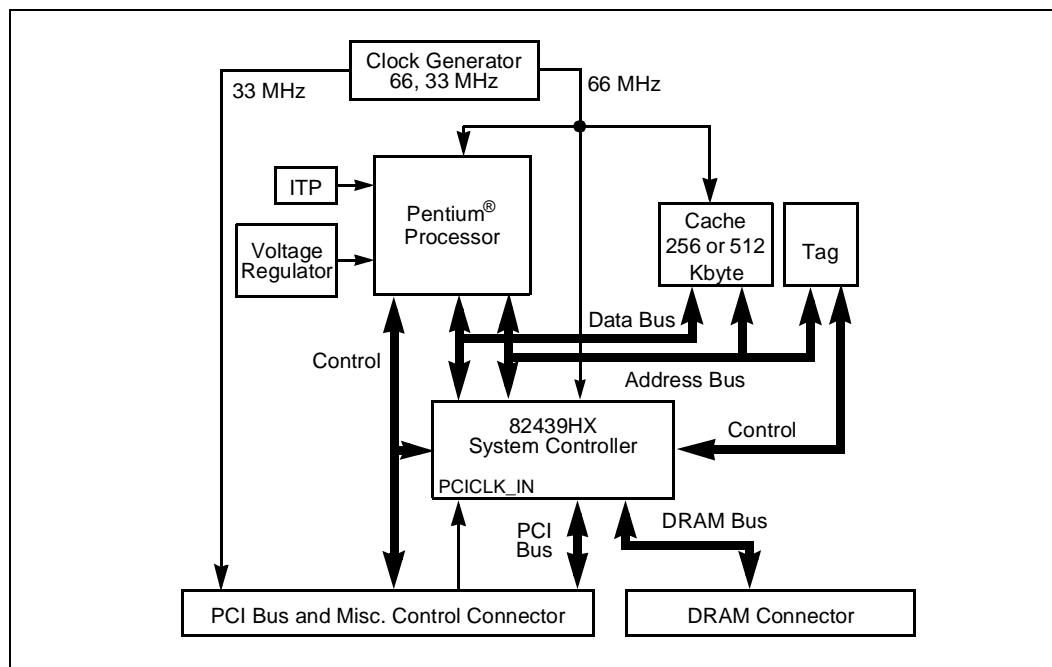 Clock Generator
66, 33 MHz
33 MHz
66 MHz
ITP
Pentium®
Processor
Voltage
Regulator
Cache
256 or 512
Kbyte
Tag
Data Bus
Control
Address Bus
82439HX
System Controller
Control
PCICLK_IN
PCI
Bus
DRAM Bus
PCI Bus and Misc. Control Connector
DRAM Connector